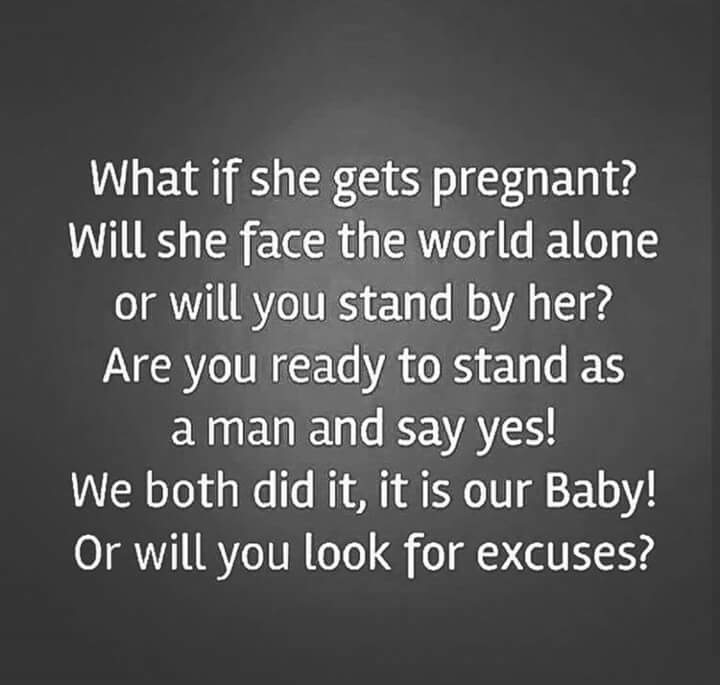 What if she gets pregnant?
Will she face the world alone
or will you stand by her?
Are you ready to stand as
a man and say yes!
We both did it, it is our Baby!
Or will you look for excuses?